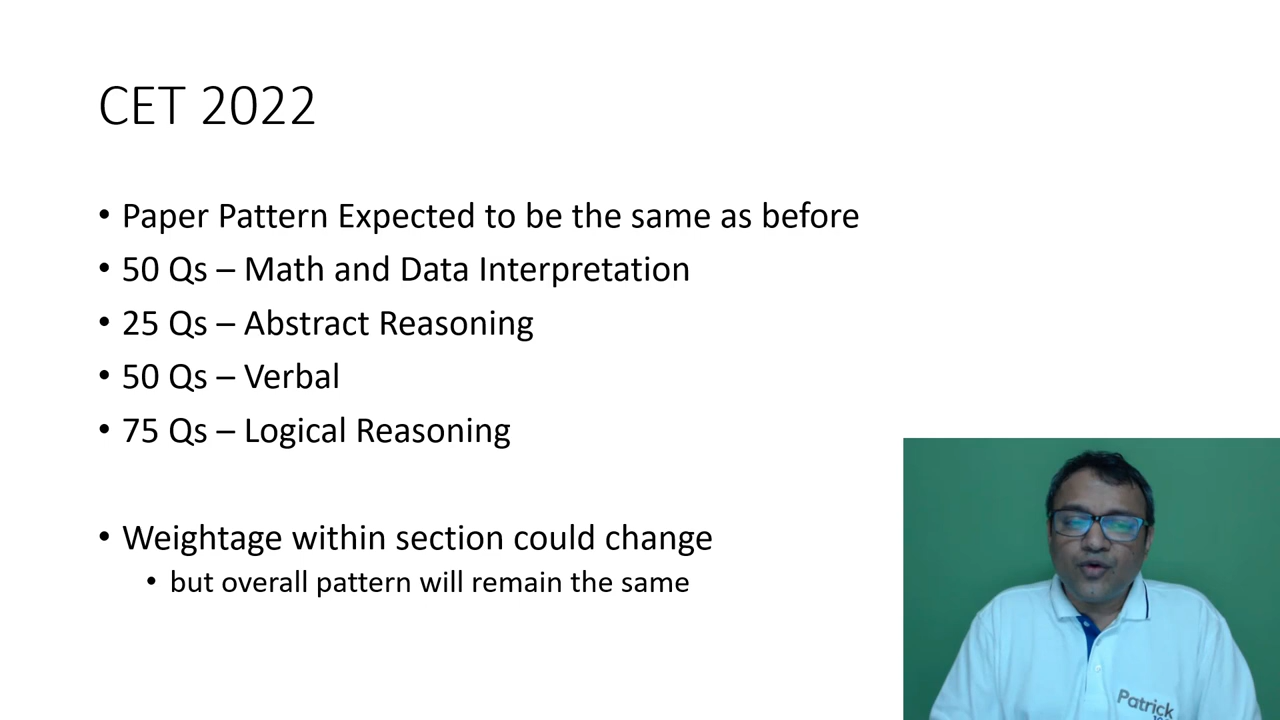 CET 2022
• Paper Pattern Expected to be the same as before
• 50 Qs – Math and Data Interpretation
• 25 Qs – Abstract Reasoning
• 50 Qs – Verbal
• 75 Qs – Logical Reasoning
• Weightage within section could change
• but overall pattern will remain the same
Patrick